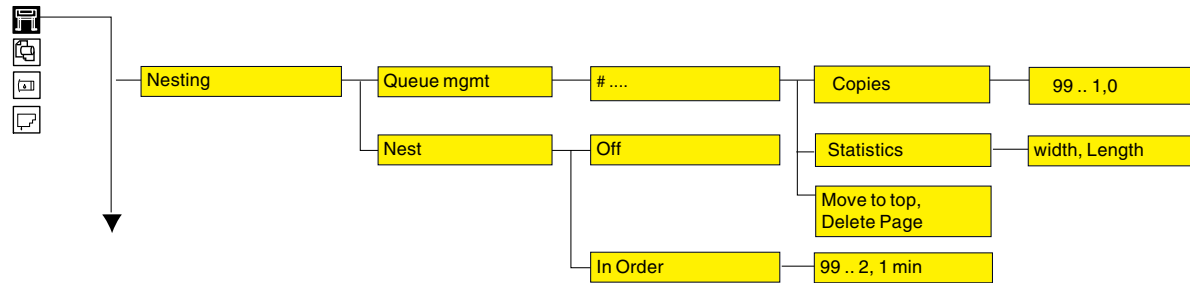 Nesting
Queue mgmt
# ....
Copies
99 .. 1,0
Nest
Off
Statistics
width, Length
Move to top,
Delete Page
In Order
99 .. 2, 1 min